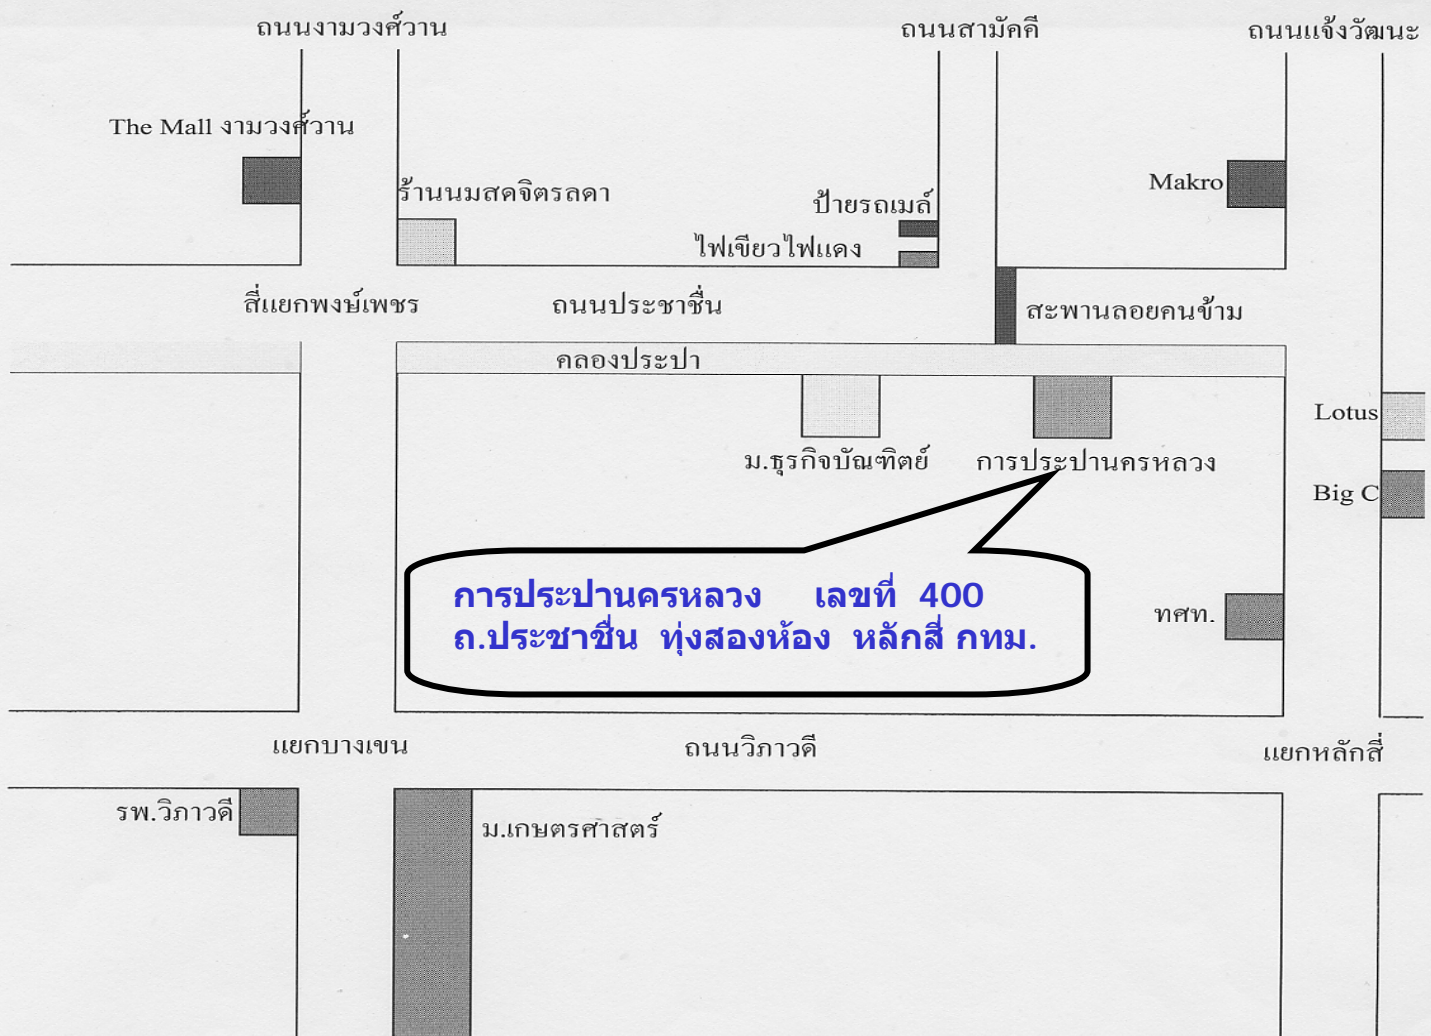 ถนนงามวงศ์วาน
ถนนสามัคคี
ถนนแจ้งวัฒนะ
The Mall งามวงศ์วาน
ร้านนมสดจิตรลดา
ป้ายรถเมล์
Makro
ไฟเขียวไฟแดง
สี่แยกพงษ์เพชร
ถนนประชาชื่น
สะพานลอยคนข้าม
คลองประปา
Lotus
ม.ธุรกิจบัณฑิตย์
การประปานครหลวง
Big C
การประปานครหลวง เลขที่ 400
ถ.ประชาชื่น ทุ่งสองห้อง หลักสี่ กทม.
ทศท.
แยกบางเขน
ถนนวิภาวดี
แยกหลักสี่
รพ.วิภาวดี
ม.เกษตรศาสตร์